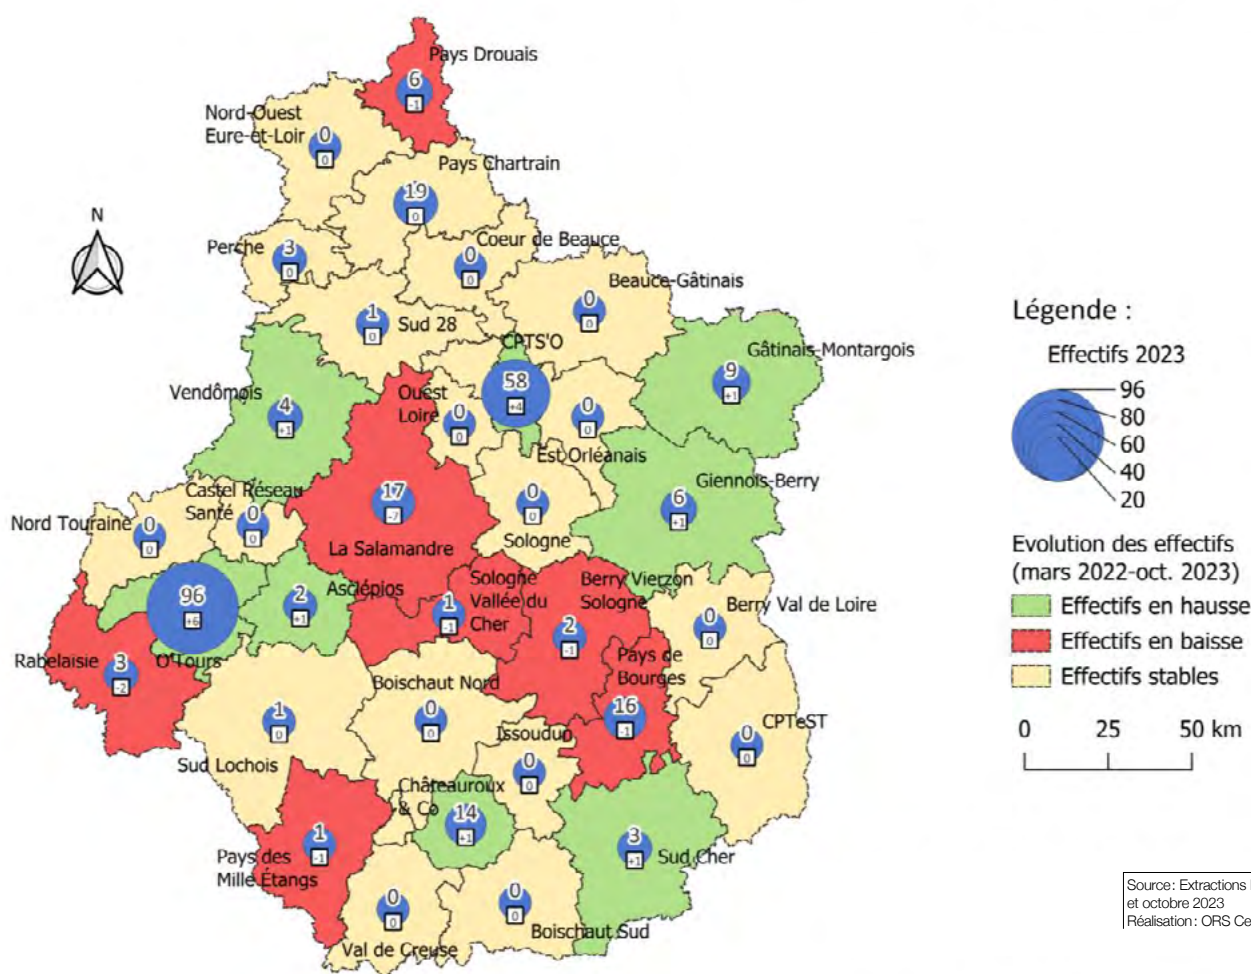 Pays Drouais
6
-1
Nord-Ouest
Eure-et-Loir
0
0
Pays Chartrain
19
0
N
Perche
3
0
Coeur de Beauce
0
0
Beauce-Gâtinais
0
0
1
0
Sud 28
CPTS'O
58
+4
Gâtinais-Montargois
9
+1
Vendômois
4
+1
Ouest
Loire
0
0
0
0
Est Orléanais
Giennois-Berry
6
+1
Castel Réseau
Santé
0
0
17
-7
La Salamandre
0
0
Sologne
Nord Touraine
0
0
96
+6
O'Tours
2
+1
Asclépios
Sologne
Vallée du
Cher
1
-1
Berry Vierzon
Sologne
2
-1
Berry Val de Loire
0
0
Rabelaisie
3
-2
Pays de
Bourges
16
-1
Boischaut Nord
0
0
1
0
Sud Lochois
Issoudun
0
0
CPTeST
0
0
Châteauroux
& Co
14
+1
Pays des
Mille Étangs
1
-1
3
+1
Sud Cher
0
0
Val de Creuse
0
0
Boischaut Sud
Légende :
Effectifs 2023
96
80
60
40
20
Evolution des effectifs
(mars 2022-oct. 2023)
Effectifs en hausse
Effectifs en baisse
Effectifs stables
0 25 50 km
Source: Extractions
et octobre 2023
Réalisation: ORS Ce